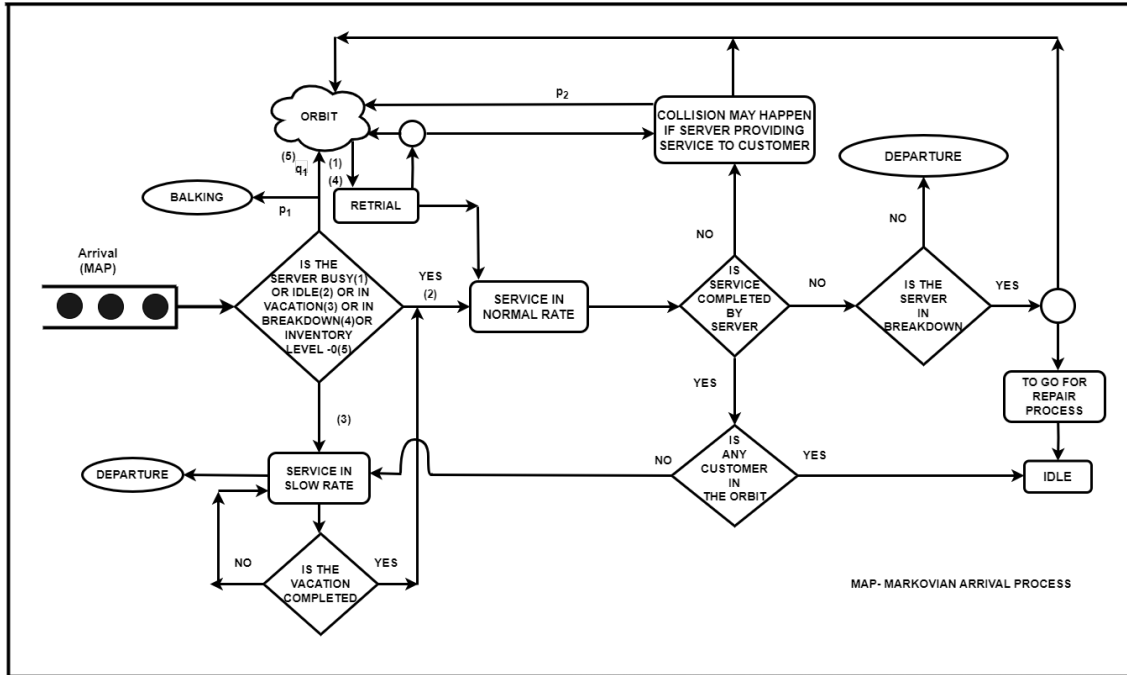 p2
ORBIT
COLLISION MAY HAPPEN
IF SERVER PROVIDING
SERVICE TO CUSTOMER
(5)
q1
(1)
(4)
DEPARTURE
BALKING
p1
RETRIAL
NO
NO
Arrival
(MAP)
IS THE
SERVER BUSY(1)
OR IDLE(2) OR IN
VACATION(3) OR IN
BREAKDOWN(4)OR
INVENTORY
LEVEL -0(5)
YES
(2)
SERVICE IN
NORMAL RATE
IS
SERVICE
COMPLETED
BY
SERVER
NO
IS
THE
SERVER
IN
BREAKDOWN
YES
YES
TO GO FOR
REPAIR
PROCESS
(3)
DEPARTURE
SERVICE IN
SLOW RATE
NO
IS
ANY
CUSTOMER
IN
THE ORBIT
YES
IDLE
NO
IS THE
VACATION
COMPLETED
YES
MAP- MARKOVIAN ARRIVAL PROCESS